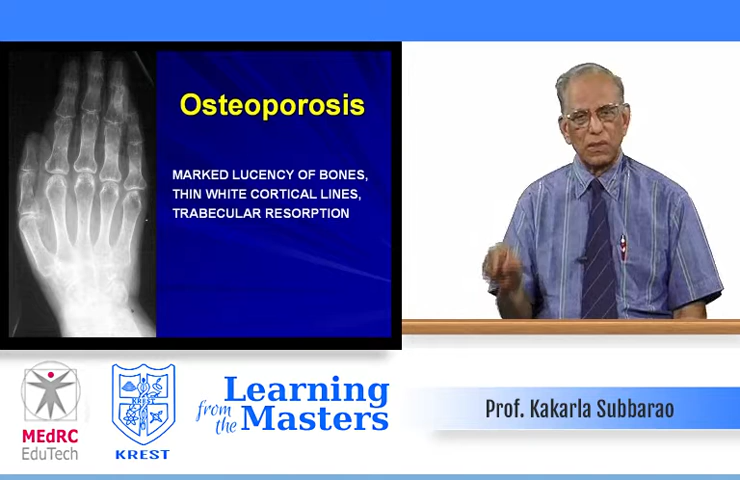 Osteoporosis
MARKED LUCENCY OF BONES,
THIN WHITE CORTICAL LINES,
TRABECULAR RESORPTION
MEdRC
EduTech
KREST
KREST
Learning
from the Masters
Prof. Kakarla Subbarao